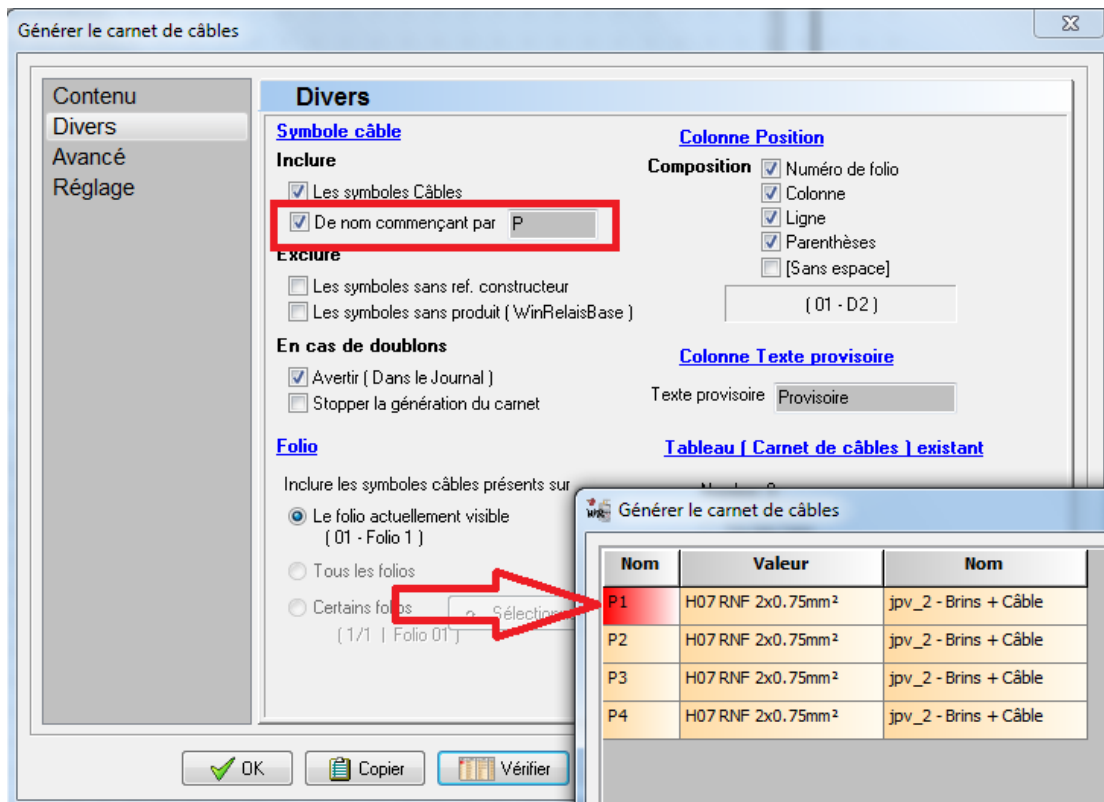 Générer le carnet de câbles
Contenu
Divers
Avancé
Réglage
Divers
Symbole câble
Inclure
Les symboles Câbles
De nom commençant par P
Exclure
Les symboles sans ref. constructeur
Les symboles sans produit ( WinRelaisBase )
En cas de doublons
Avertir ( Dans le Journal )
Stopper la génération du carnet
Folio
Inclure les symboles câbles présents sur
Le folio actuellement visible
( 01 - Folio 1 )
Tous les folios
Certains folios
( 1/1 | Folio 01 )
Colonne Position
Composition Numéro de folio
Colonne
Ligne
Parenthèses
[Sans espace]
( 01 - D2 )
Colonne Texte provisoire
Texte provisoire Provisoire
Tableau ( Carnet de câbles ) existant
OK Copier Vérifier
Générer le carnet de câbles
Nom Valeur Nom
P1 H07 RNF 2x0.75mm² jpv_2 - Brins + Câble
P2 H07 RNF 2x0.75mm² jpv_2 - Brins + Câble
P3 H07 RNF 2x0.75mm² jpv_2 - Brins + Câble
P4 H07 RNF 2x0.75mm² jpv_2 - Brins + Câble